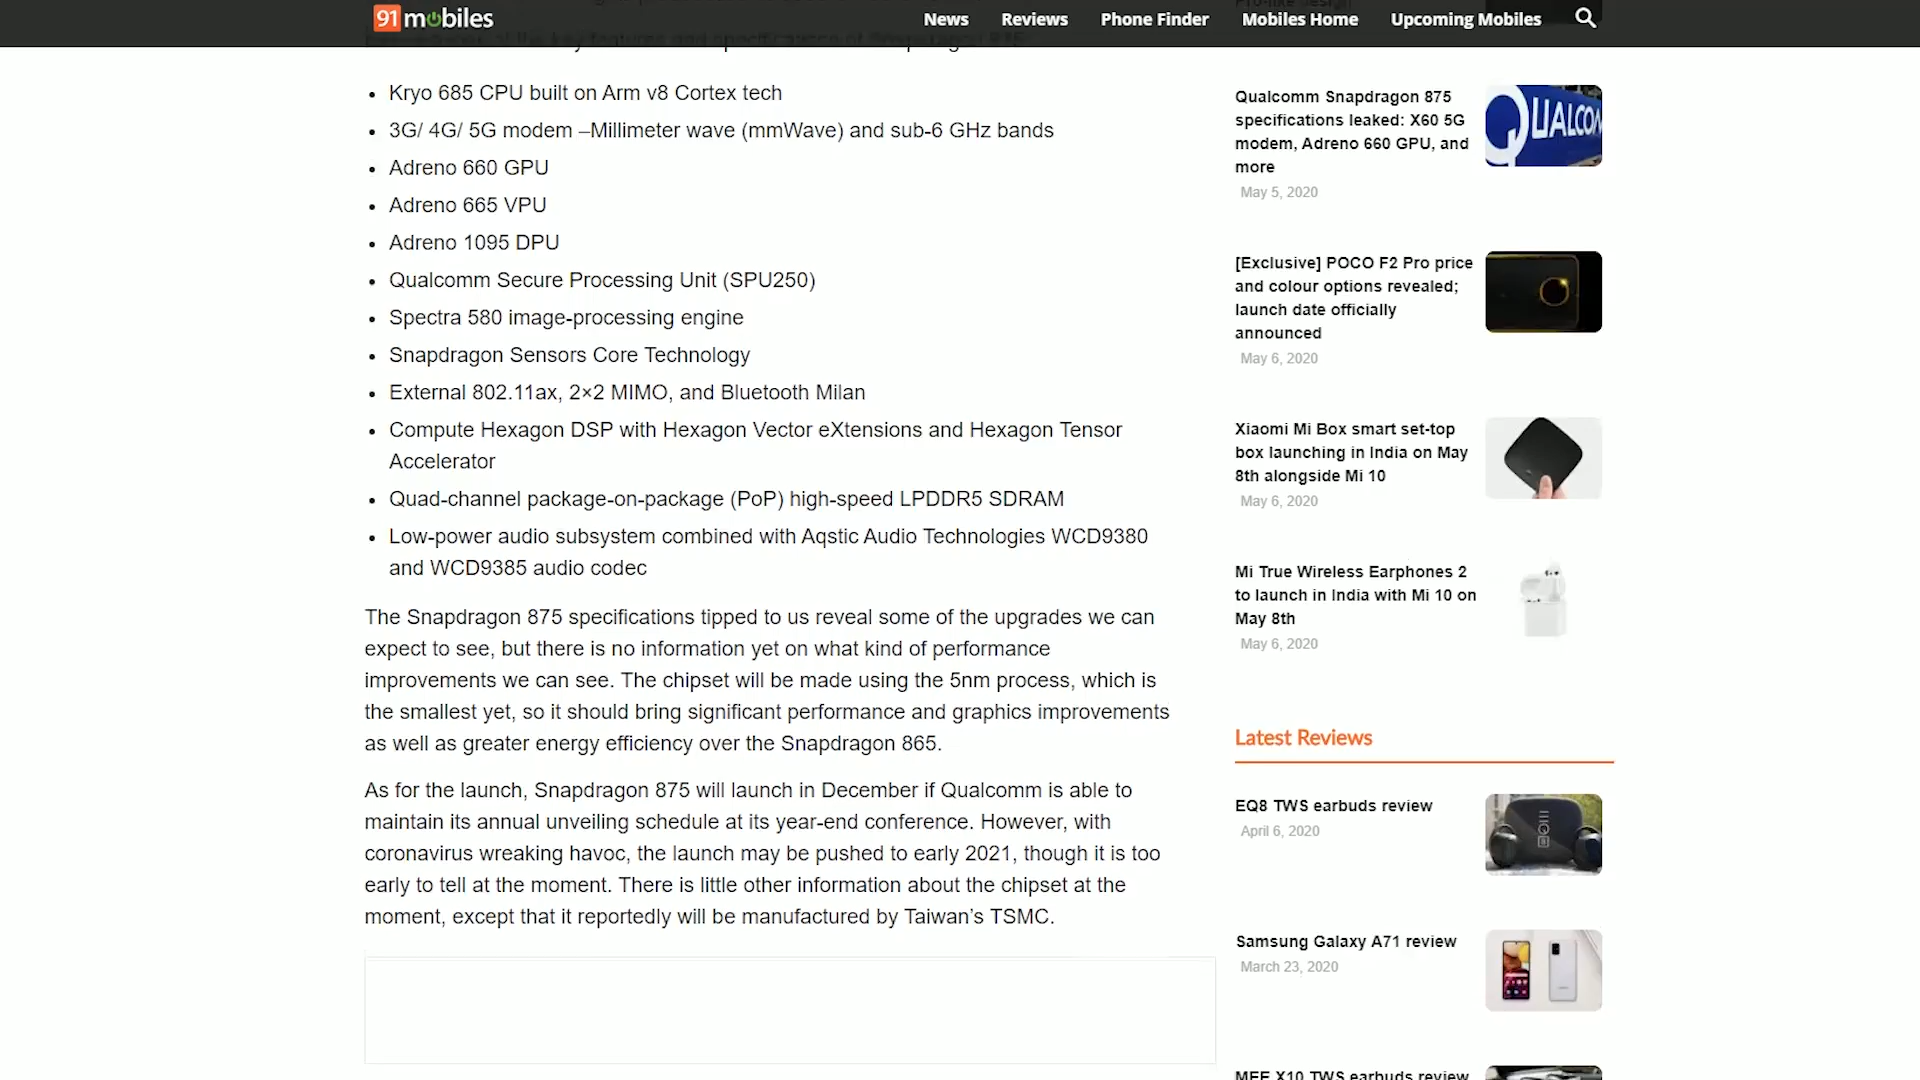 91mobiles
News Reviews Phone Finder Mobiles Home Upcoming Mobiles
Kryo 685 CPU built on Arm v8 Cortex tech
3G/ 4G/ 5G modem –Millimeter wave (mmWave) and sub-6 GHz bands
Adreno 660 GPU
Adreno 665 VPU
Adreno 1095 DPU
Qualcomm Secure Processing Unit (SPU250)
Spectra 580 image-processing engine
Snapdragon Sensors Core Technology
External 802.11ax, 2×2 MIMO, and Bluetooth Milan
Compute Hexagon DSP with Hexagon Vector eXtensions and Hexagon Tensor
Accelerator
Quad-channel package-on-package (PoP) high-speed LPDDR5 SDRAM
Low-power audio subsystem combined with Aqstic Audio Technologies WCD9380
and WCD9385 audio codec
The Snapdragon 875 specifications tipped to us reveal some of the upgrades we can
expect to see, but there is no information yet on what kind of performance
improvements we can see. The chipset will be made using the 5nm process, which is
the smallest yet, so it should bring significant performance and graphics improvements
as well as greater energy efficiency over the Snapdragon 865.
As for the launch, Snapdragon 875 will launch in December if Qualcomm is able to
maintain its annual unveiling schedule at its year-end conference. However, with
coronavirus wreaking havoc, the launch may be pushed to early 2021, though it is too
early to tell at the moment. There is little other information about the chipset at the
moment, except that it reportedly will be manufactured by Taiwan’s TSMC.
Qualcomm Snapdragon 875
specifications leaked: X60 5G
modem, Adreno 660 GPU, and
more
May 5, 2020
QUALCOM
[Exclusive] POCO F2 Pro price
and colour options revealed;
launch date officially
announced
May 6, 2020
Xiaomi Mi Box smart set-top
box launching in India on May
8th alongside Mi 10
May 6, 2020
Mi True Wireless Earphones 2
to launch in India with Mi 10 on
May 8th
May 6, 2020
Latest Reviews
EQ8 TWS earbuds review
April 6, 2020
Samsung Galaxy A71 review
March 23, 2020
MEE X10 TWS earbuds review